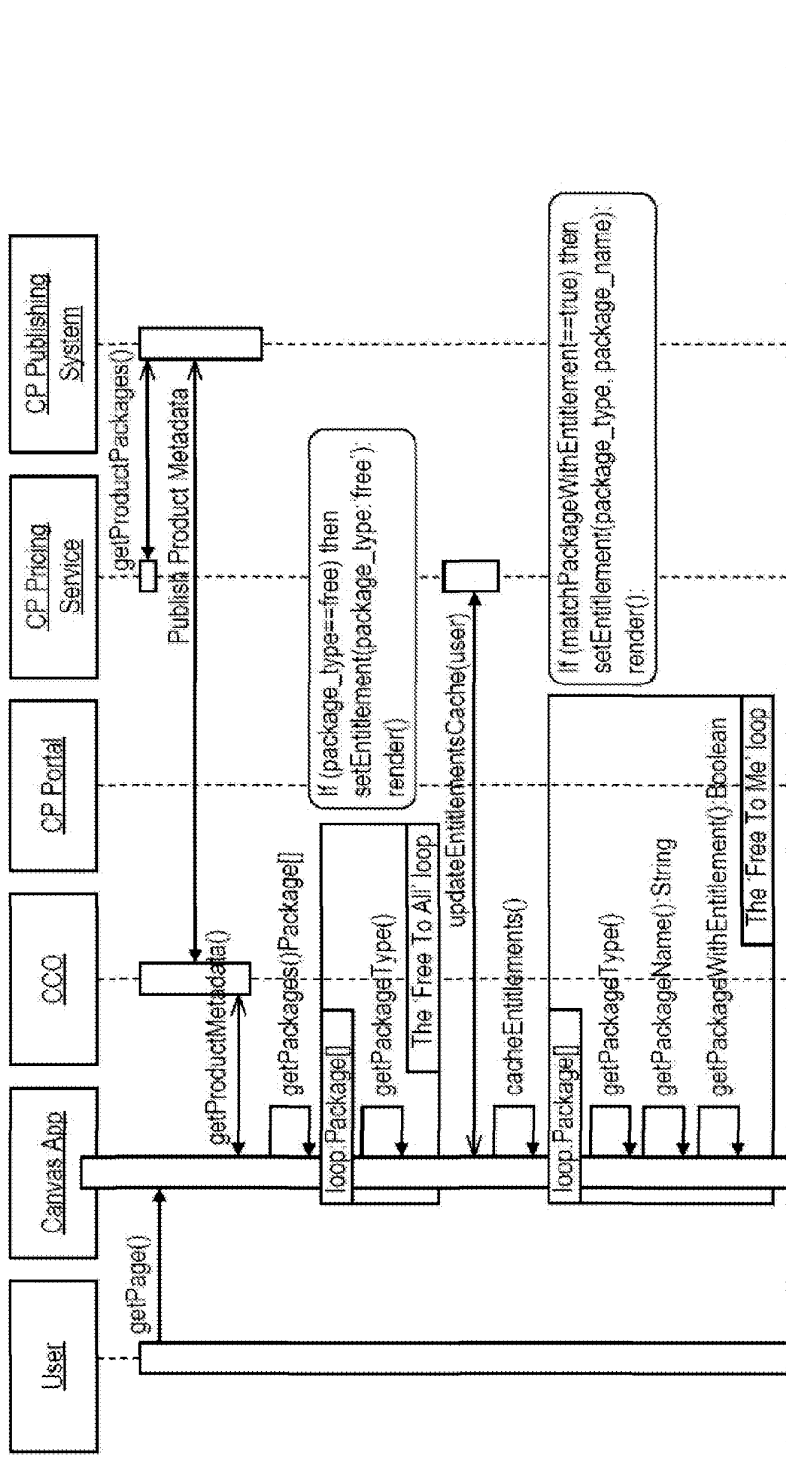 User
Canvas App
CCO
CP Portal
CP Pricing
Service
CP Publishing
System
getPage()
getProductPackages()
Publish Product Metadata
getProductMetadata()
getPackages()Package[]
If (package_type==free) then
setEntitlement(package_type:'free');
render()
loop:Package[]
getPackageType()
The 'Free To All' loop
updateEntitlementsCache(user)
cacheEntitlements()
If (matchPackageWithEntitlement==true) then
setEntitlement(package_type, package_name);
render();
loop:Package[]
getPackageType()
getPackageName():String
getPackageWithEntitlement():Boolean
The 'Free To Me' loop